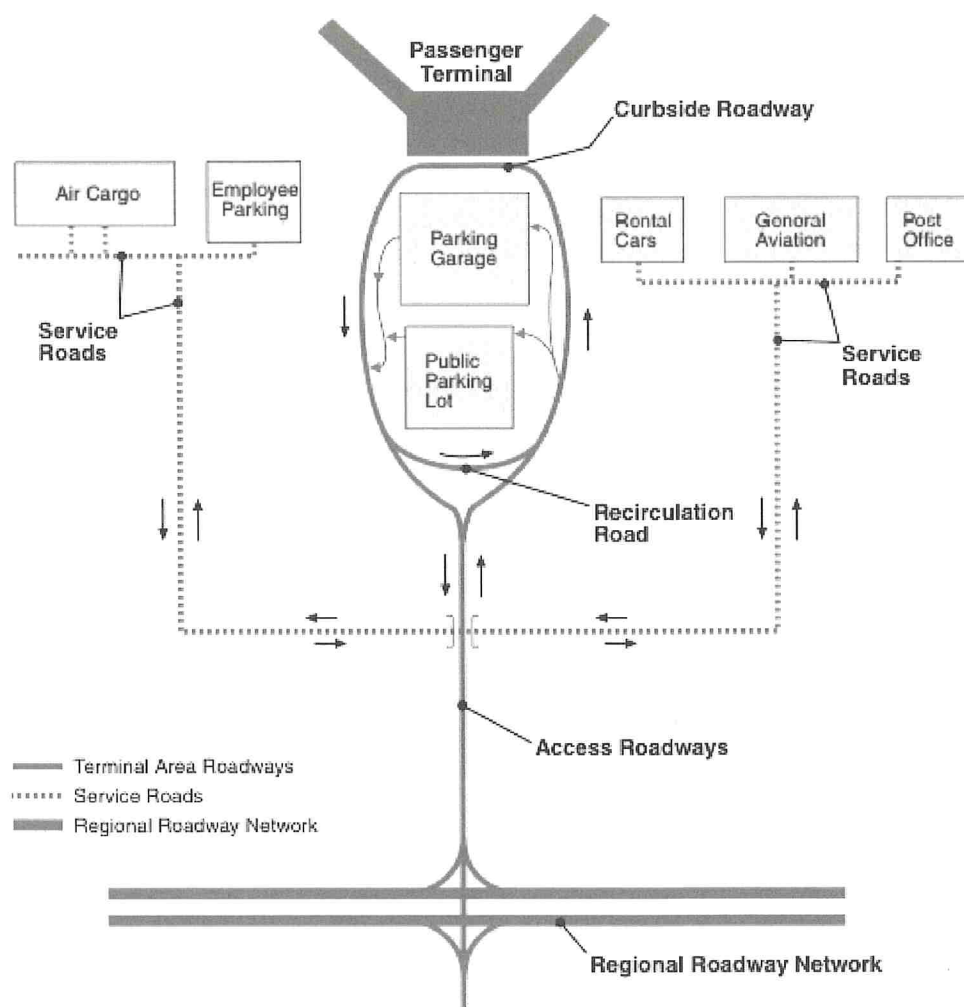 Passenger
Terminal
Curbside Roadway
Air Cargo
Employee
Parking
Parking
Garage
Rontal
Cars
Gonoral
Aviation
Post
Office
Service
Roads
Public
Parking
Lot
Service
Roads
Recirculation
Road
Access Roadways
Terminal Area Roadways
Service Roads
Regional Roadway Network
Regional Roadway Network